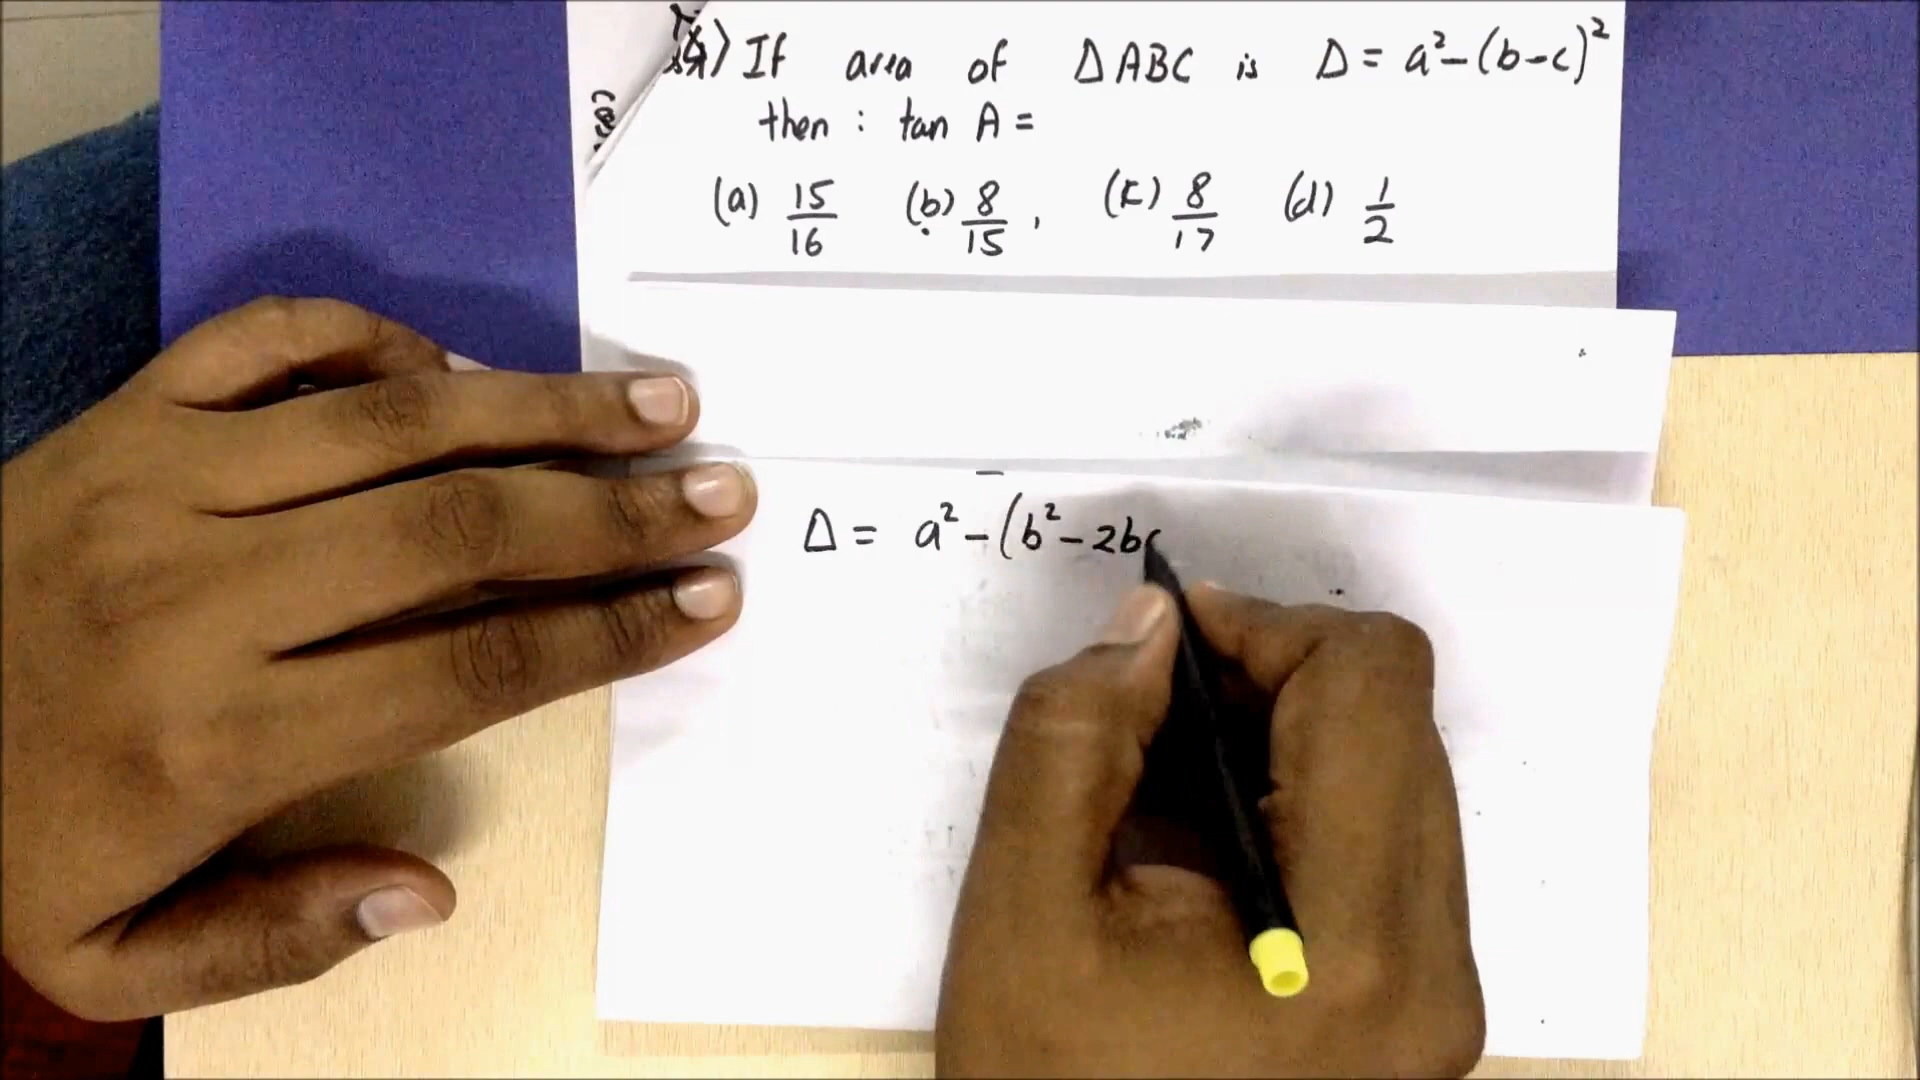 If area of ΔABC is Δ = a² - (b - c)²
then : tan A =
(a) 15/16 (b) 8/15 , (c) 8/17 (d) 1/2
Δ = a² - (b² - 2bc